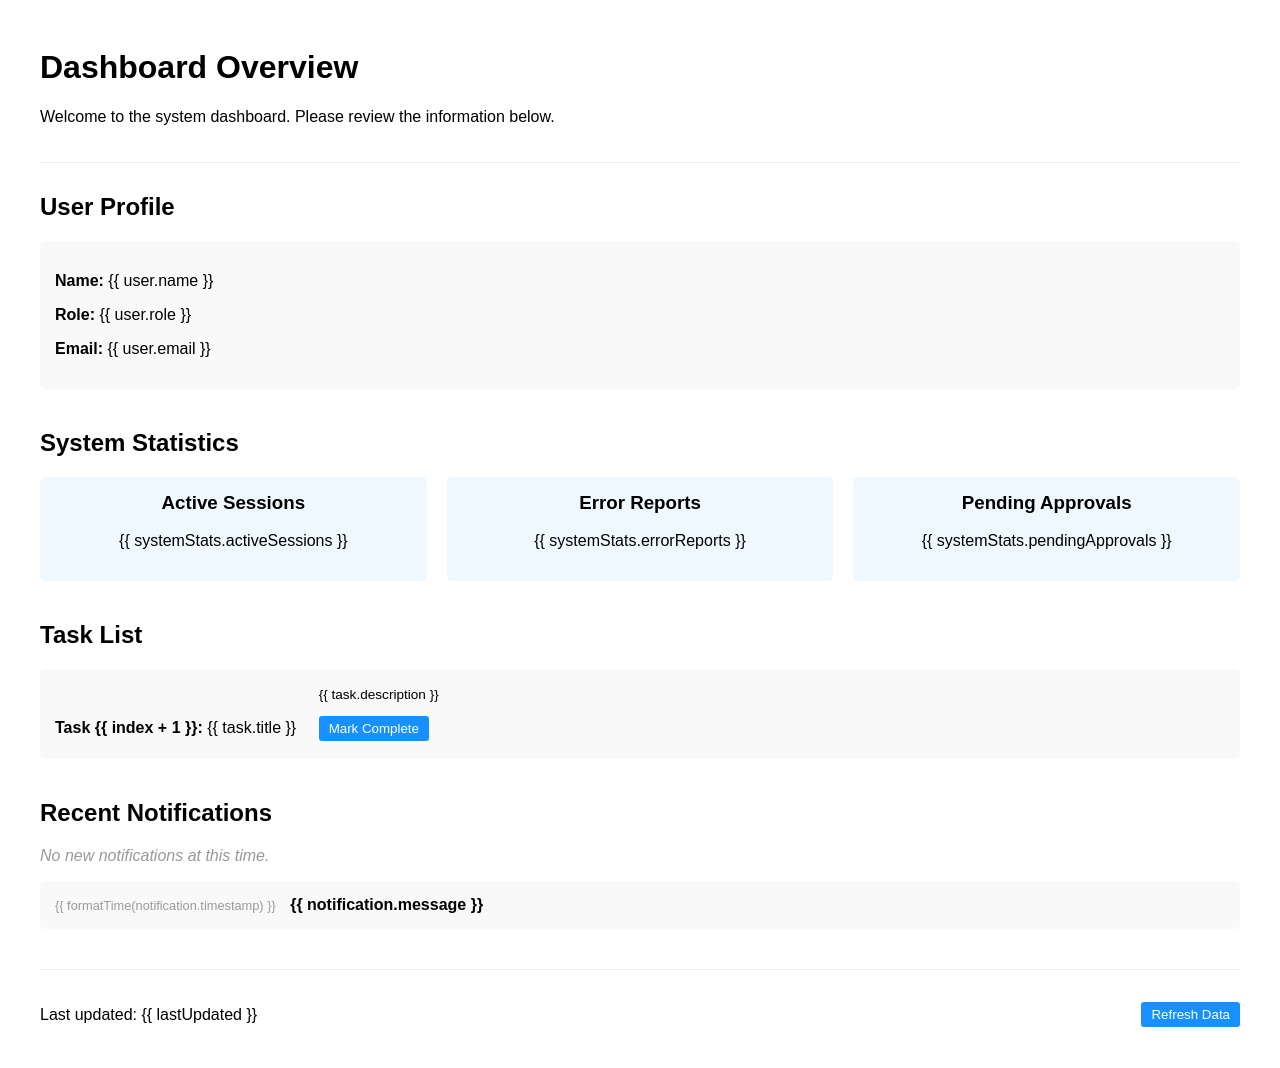 Dashboard Overview
Welcome to the system dashboard. Please review the information below.
User Profile
Name: {{ user.name }}
Role: {{ user.role }}
Email: {{ user.email }}
System Statistics
Active Sessions
{{ systemStats.activeSessions }}
Error Reports
{{ systemStats.errorReports }}
Pending Approvals
{{ systemStats.pendingApprovals }}
Task List
{{ task.description }}
Task {{ index + 1 }}: {{ task.title }}
Mark Complete
Recent Notifications
No new notifications at this time.
{{ formatTime(notification.timestamp) }} {{ notification.message }}
Last updated: {{ lastUpdated }}
Refresh Data